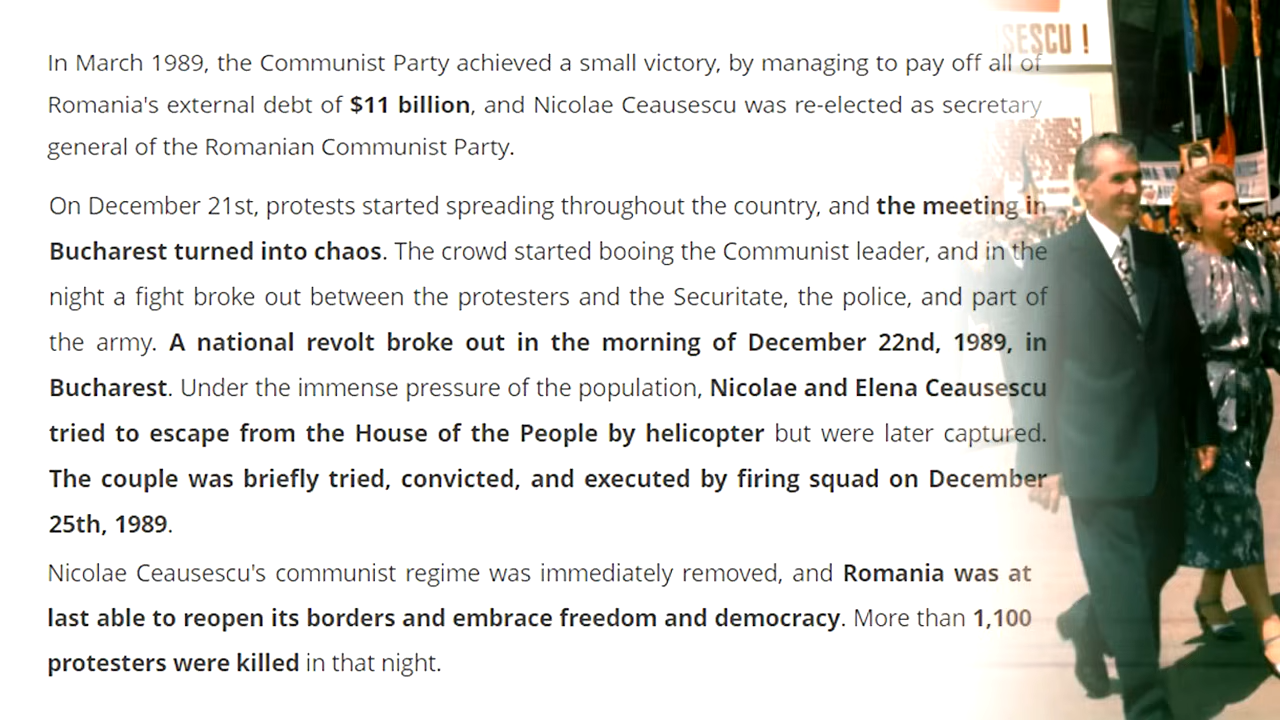 SESCU !
In March 1989, the Communist Party achieved a small victory, by managing to pay off all of
Romania's external debt of $11 billion, and Nicolae Ceausescu was re-elected as secretary
general of the Romanian Communist Party.
On December 21st, protests started spreading throughout the country, and the meeting in
Bucharest turned into chaos. The crowd started booing the Communist leader, and in the
night a fight broke out between the protesters and the Securitate, the police, and part of
the army. A national revolt broke out in the morning of December 22nd, 1989, in
Bucharest. Under the immense pressure of the population, Nicolae and Elena Ceausescu
tried to escape from the House of the People by helicopter but were later captured.
The couple was briefly tried, convicted, and executed by firing squad on December
25th, 1989.
Nicolae Ceausescu's communist regime was immediately removed, and Romania was at
last able to reopen its borders and embrace freedom and democracy. More than 1,100
protesters were killed in that night.